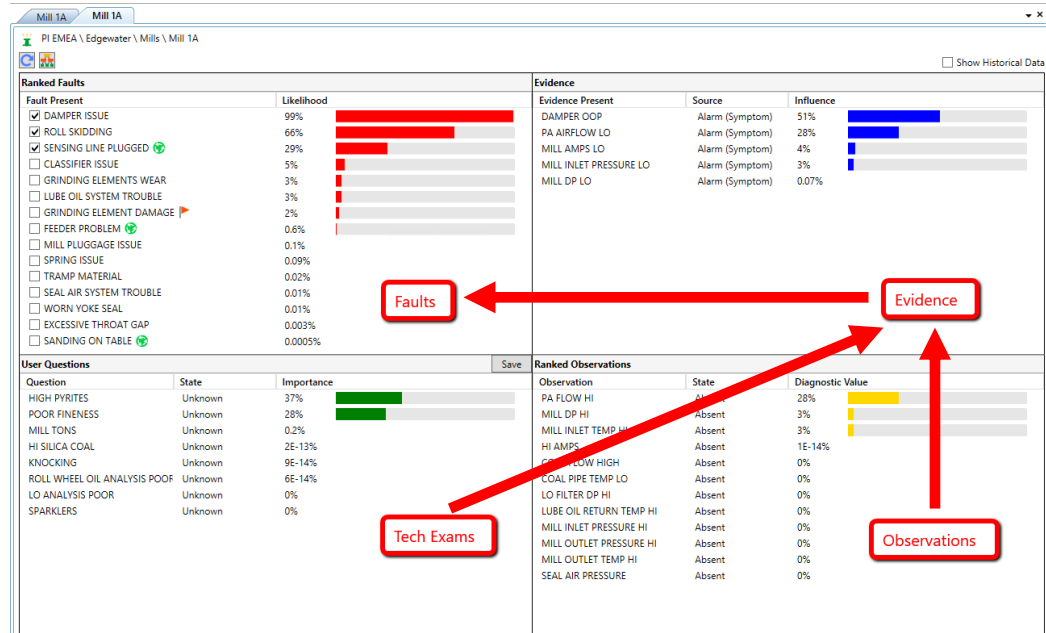 Mill 1A Mill 1A
PI EMEA \ Edgewater \ Mills \ Mill 1A
Show Historical Data
Ranked Faults
Fault Present Likelihood
DAMPER ISSUE 99%
ROLL SKIDDING 66%
SENSING LINE PLUGGED 29%
CLASSIFIER ISSUE 5%
GRINDING ELEMENTS WEAR 3%
LUBE OIL SYSTEM TROUBLE 3%
GRINDING ELEMENT DAMAGE 2%
FEEDER PROBLEM 0.6%
MILL PLUGGAGE ISSUE 0.1%
SPRING ISSUE 0.09%
TRAMP MATERIAL 0.02%
SEAL AIR SYSTEM TROUBLE 0.01%
WORN YOKE SEAL 0.01%
EXCESSIVE THROAT GAP 0.003%
SANDING ON TABLE 0.0005%
Faults
Evidence
Evidence Present Source Influence
DAMPER OOP Alarm (Symptom) 51%
PA AIRFLOW LO Alarm (Symptom) 28%
MILL AMPS LO Alarm (Symptom) 4%
MILL INLET PRESSURE LO Alarm (Symptom) 3%
MILL DP LO Alarm (Symptom) 0.07%
Evidence
User Questions Save
Question State Importance
HIGH PYRITES Unknown 37%
POOR FINENESS Unknown 28%
MILL TONS Unknown 0.2%
HI SILICA COAL Unknown 2E-13%
KNOCKING Unknown 9E-14%
ROLL WHEEL OIL ANALYSIS POOR Unknown 6E-14%
LO ANALYSIS POOR Unknown 0%
SPARKLERS Unknown 0%
Tech Exams
Ranked Observations
Observation State Diagnostic Value
PA FLOW HI Absent 28%
MILL DP HI Absent 3%
MILL INLET TEMP HI Absent 3%
HI AMPS Absent 1E-14%
FLOW HIGH Absent 0%
COAL PIPE TEMP LO Absent 0%
LO FILTER DP HI Absent 0%
LUBE OIL RETURN TEMP HI Absent 0%
MILL INLET PRESSURE HI Absent 0%
MILL OUTLET PRESSURE HI Absent 0%
MILL OUTLET TEMP HI Absent 0%
SEAL AIR PRESSURE Absent 0%
Observations